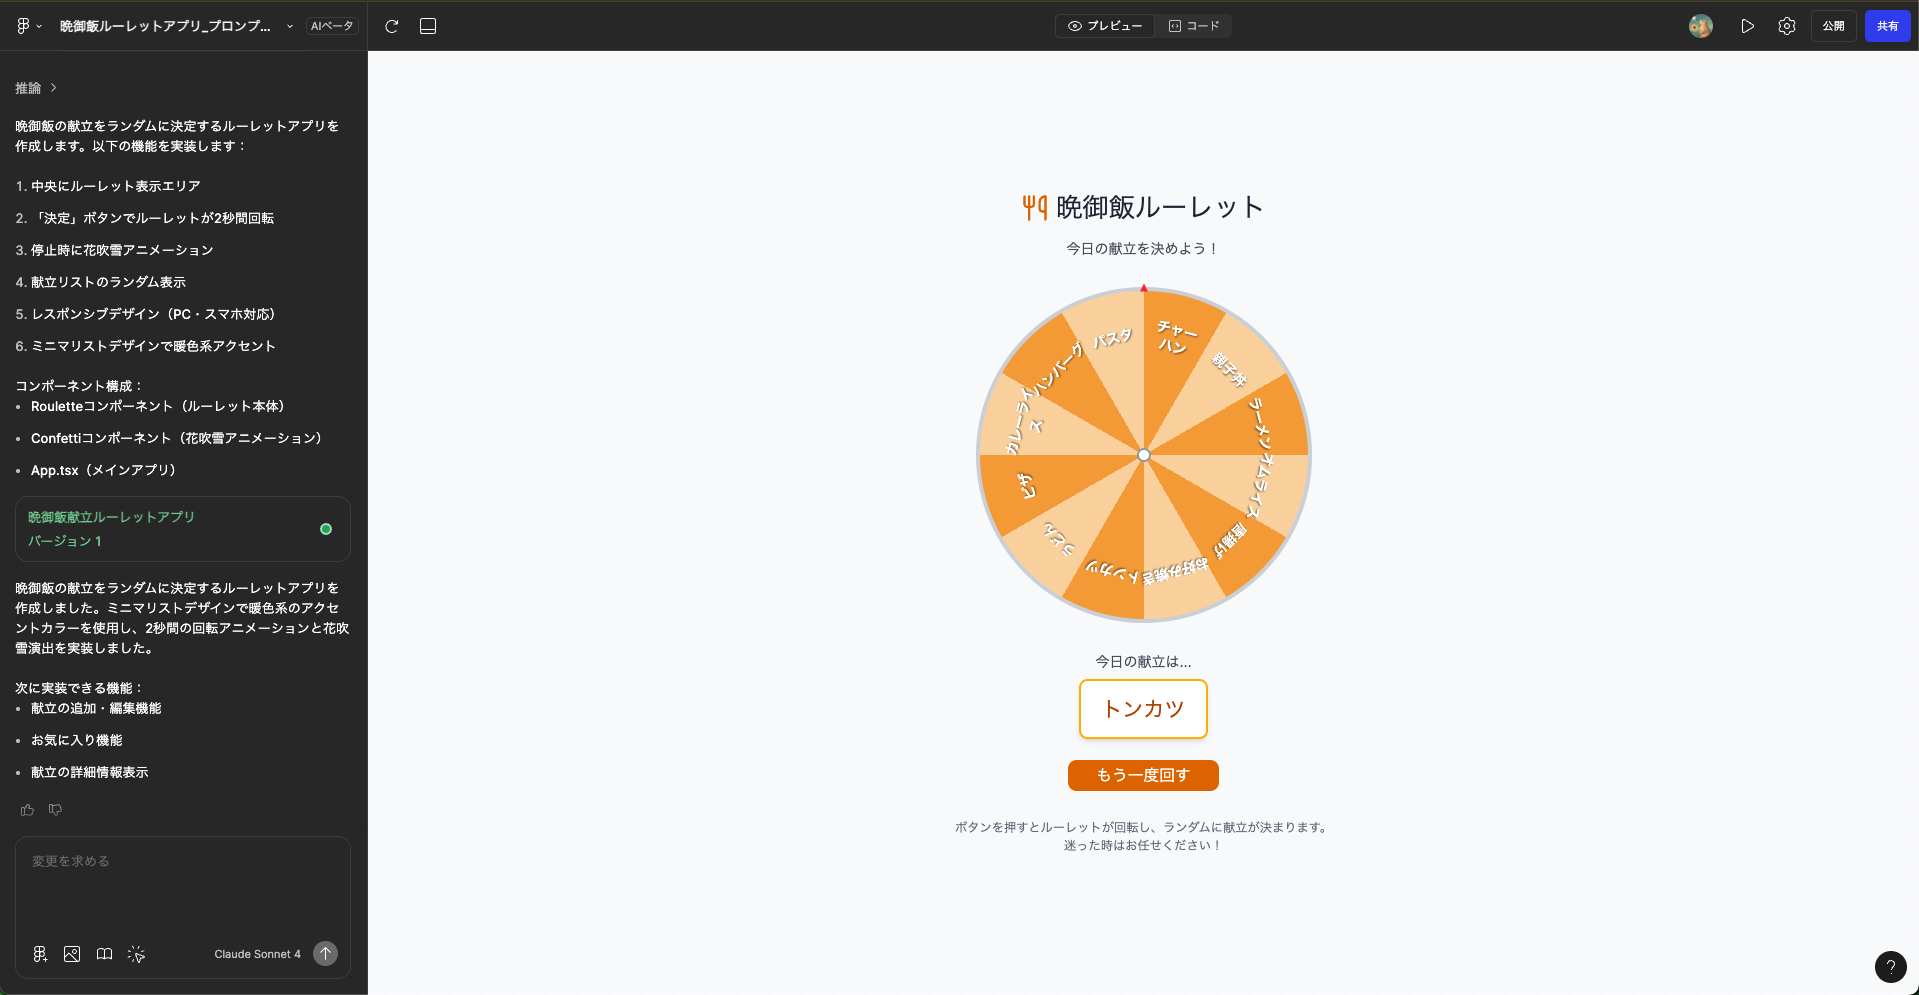 晩御飯ルーレットアプリ_プロンプ...
AIベータ
プレビュー
コード
公開
共有
推論
晩御飯の献立をランダムに決定するルーレットアプリを
作成します。以下の機能を実装します：
1. 中央にルーレット表示エリア
2. 「決定」ボタンでルーレットが2秒間回転
3. 停止時に花吹雪アニメーション
4. 献立リストのランダム表示
5. レスポンシブデザイン（PC・スマホ対応）
6. ミニマリストデザインで暖色系アクセント
コンポーネント構成：
• Rouletteコンポーネント（ルーレット本体）
• Confettiコンポーネント（花吹雪アニメーション）
• App.tsx（メインアプリ）
晩御飯献立ルーレットアプリ
バージョン 1
晩御飯の献立をランダムに決定するルーレットアプリを
作成しました。ミニマリストデザインで暖色系のアクセ
ントカラーを使用し、2秒間の回転アニメーションと花吹
雪演出を実装しました。
次に実装できる機能：
• 献立の追加・編集機能
• お気に入り機能
• 献立の詳細情報表示
変更を求める
Claude Sonnet 4
晩御飯ルーレット
今日の献立を決めよう！
チャー
ハン
親子丼
ラーメン
オムライス
唐揚げ
お好み焼き
トンカツ
うどん
ピザ
カレーライ
ス
ハンバーグ
パスタ
今日の献立は...
トンカツ
もう一度回す
ボタンを押すとルーレットが回転し、ランダムに献立が決まります。
迷った時はお任せください！
?